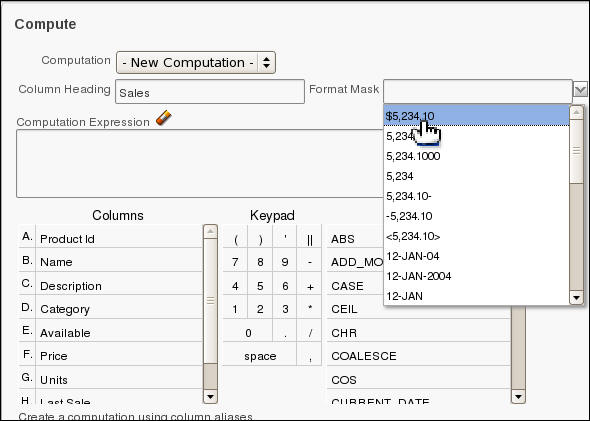 Compute
Computation - New Computation -
Column Heading Sales Format Mask
$5,234.10
Computation Expression
5,234
5,234.1000
5,234
5,234.10-
-5,234.10
<5,234.10>
12-JAN-04
12-JAN-2004
12-JAN
Columns Keypad
A. Product Id ( ) ' || ABS
B. Name 7 8 9 - ADD_MO
C. Description 4 5 6 + CASE
D. Category 1 2 3 * CEIL
E. Available 0 . / CHR
F. Price space , COALESCE
G. Units COS
H. Last Sale CURRENT_DATE
Create a computation using column aliases.